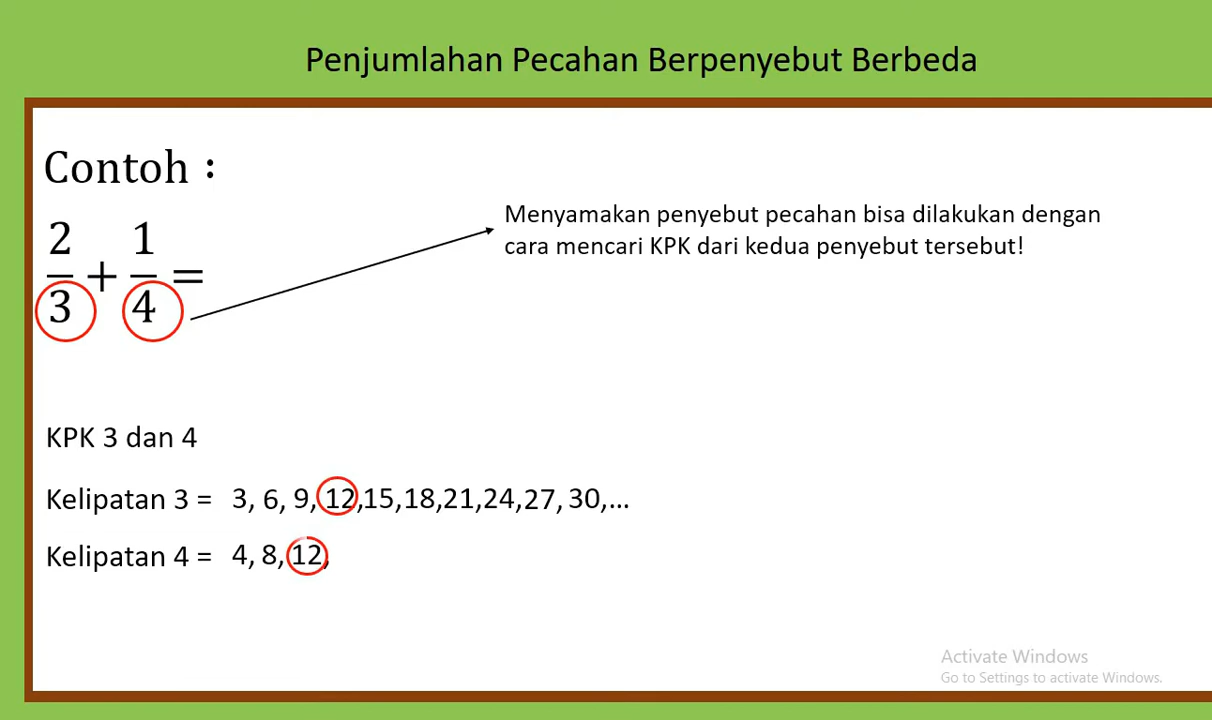 Penjumlahan Pecahan Berpenyebut Berbeda
Contoh :
2/3 + 1/4 =
Menyamakan penyebut pecahan bisa dilakukan dengan
cara mencari KPK dari kedua penyebut tersebut!
KPK 3 dan 4
Kelipatan 3 = 3, 6, 9, 12,15,18,21,24,27, 30,...
Kelipatan 4 = 4, 8, 12,
Activate Windows
Go to Settings to activate Windows.